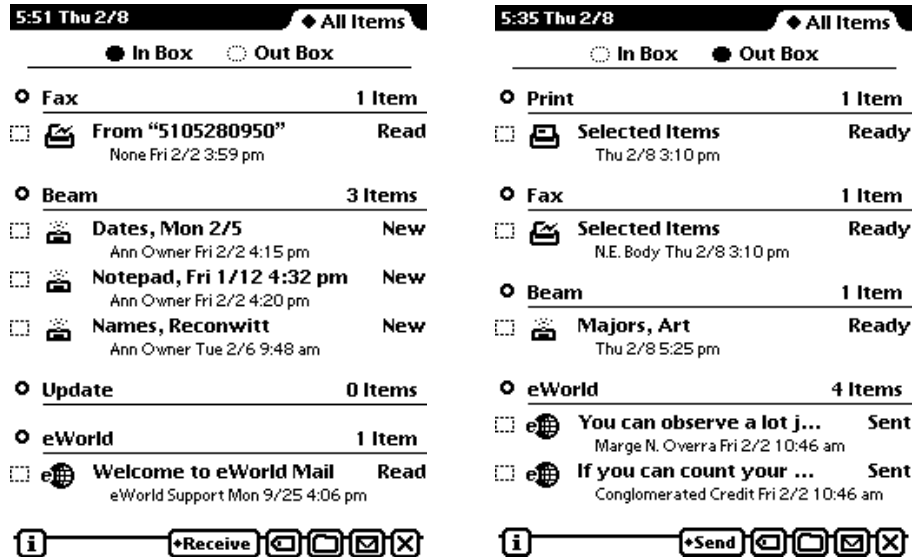 5:51 Thu 2/8
◆ All Items
In Box Out Box
Fax 1 Item
From “5105280950” Read
None Fri 2/2 3:59 pm
Beam 3 Items
Dates, Mon 2/5 New
Ann Owner Fri 2/2 4:15 pm
Notepad, Fri 1/12 4:32 pm New
Ann Owner Fri 2/2 4:20 pm
Names, Reconwitt New
Ann Owner Tue 2/6 9:48 am
Update 0 Items
eWorld 1 Item
e Welcome to eWorld Mail Read
eWorld Support Mon 9/25 4:06 pm
i ◆Receive X
5:35 Thu 2/8
◆ All Items
In Box Out Box
Print 1 Item
Selected Items Ready
Thu 2/8 3:10 pm
Fax 1 Item
Selected Items Ready
N.E. Body Thu 2/8 3:10 pm
Beam 1 Item
Majors, Art Ready
Thu 2/8 5:25 pm
eWorld 4 Items
e You can observe a lot j... Sent
Marge N. Overra Fri 2/2 10:46 am
e If you can count your ... Sent
Conglomerated Credit Fri 2/2 10:46 am
i ◆Send X